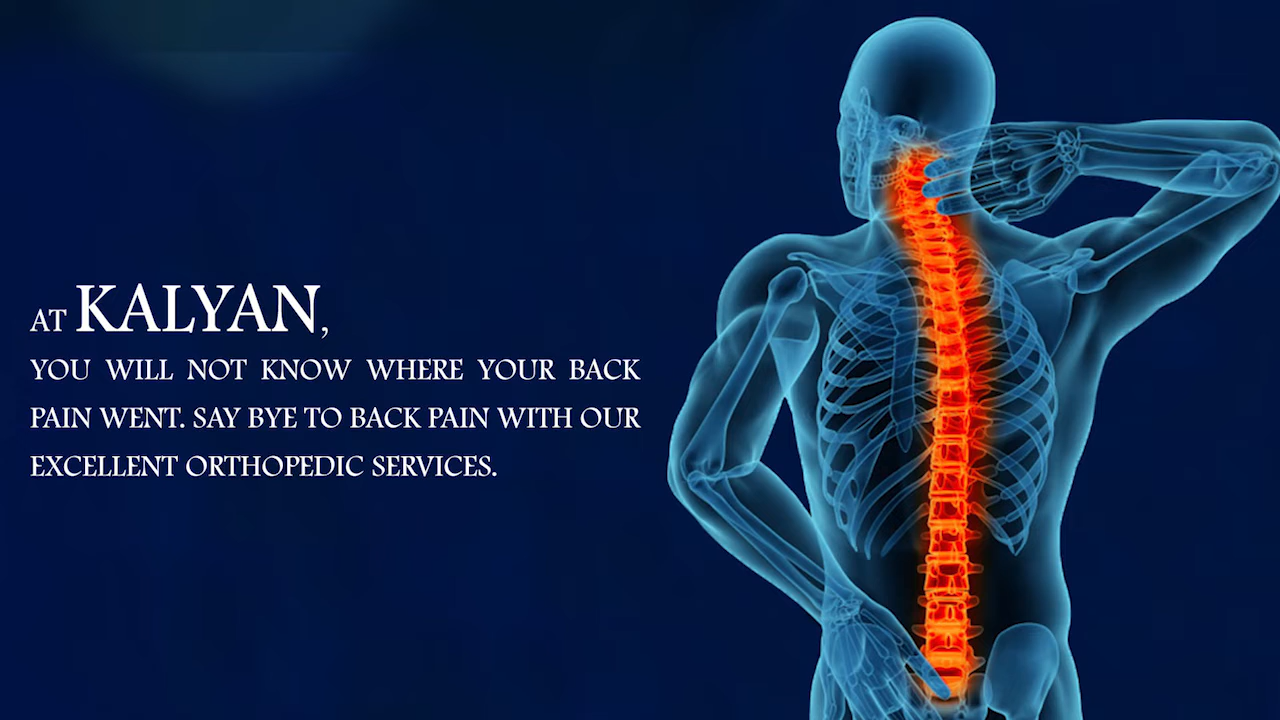 AT KALYAN,
YOU WILL NOT KNOW WHERE YOUR BACK
PAIN WENT. SAY BYE TO BACK PAIN WITH OUR
EXCELLENT ORTHOPEDIC SERVICES.